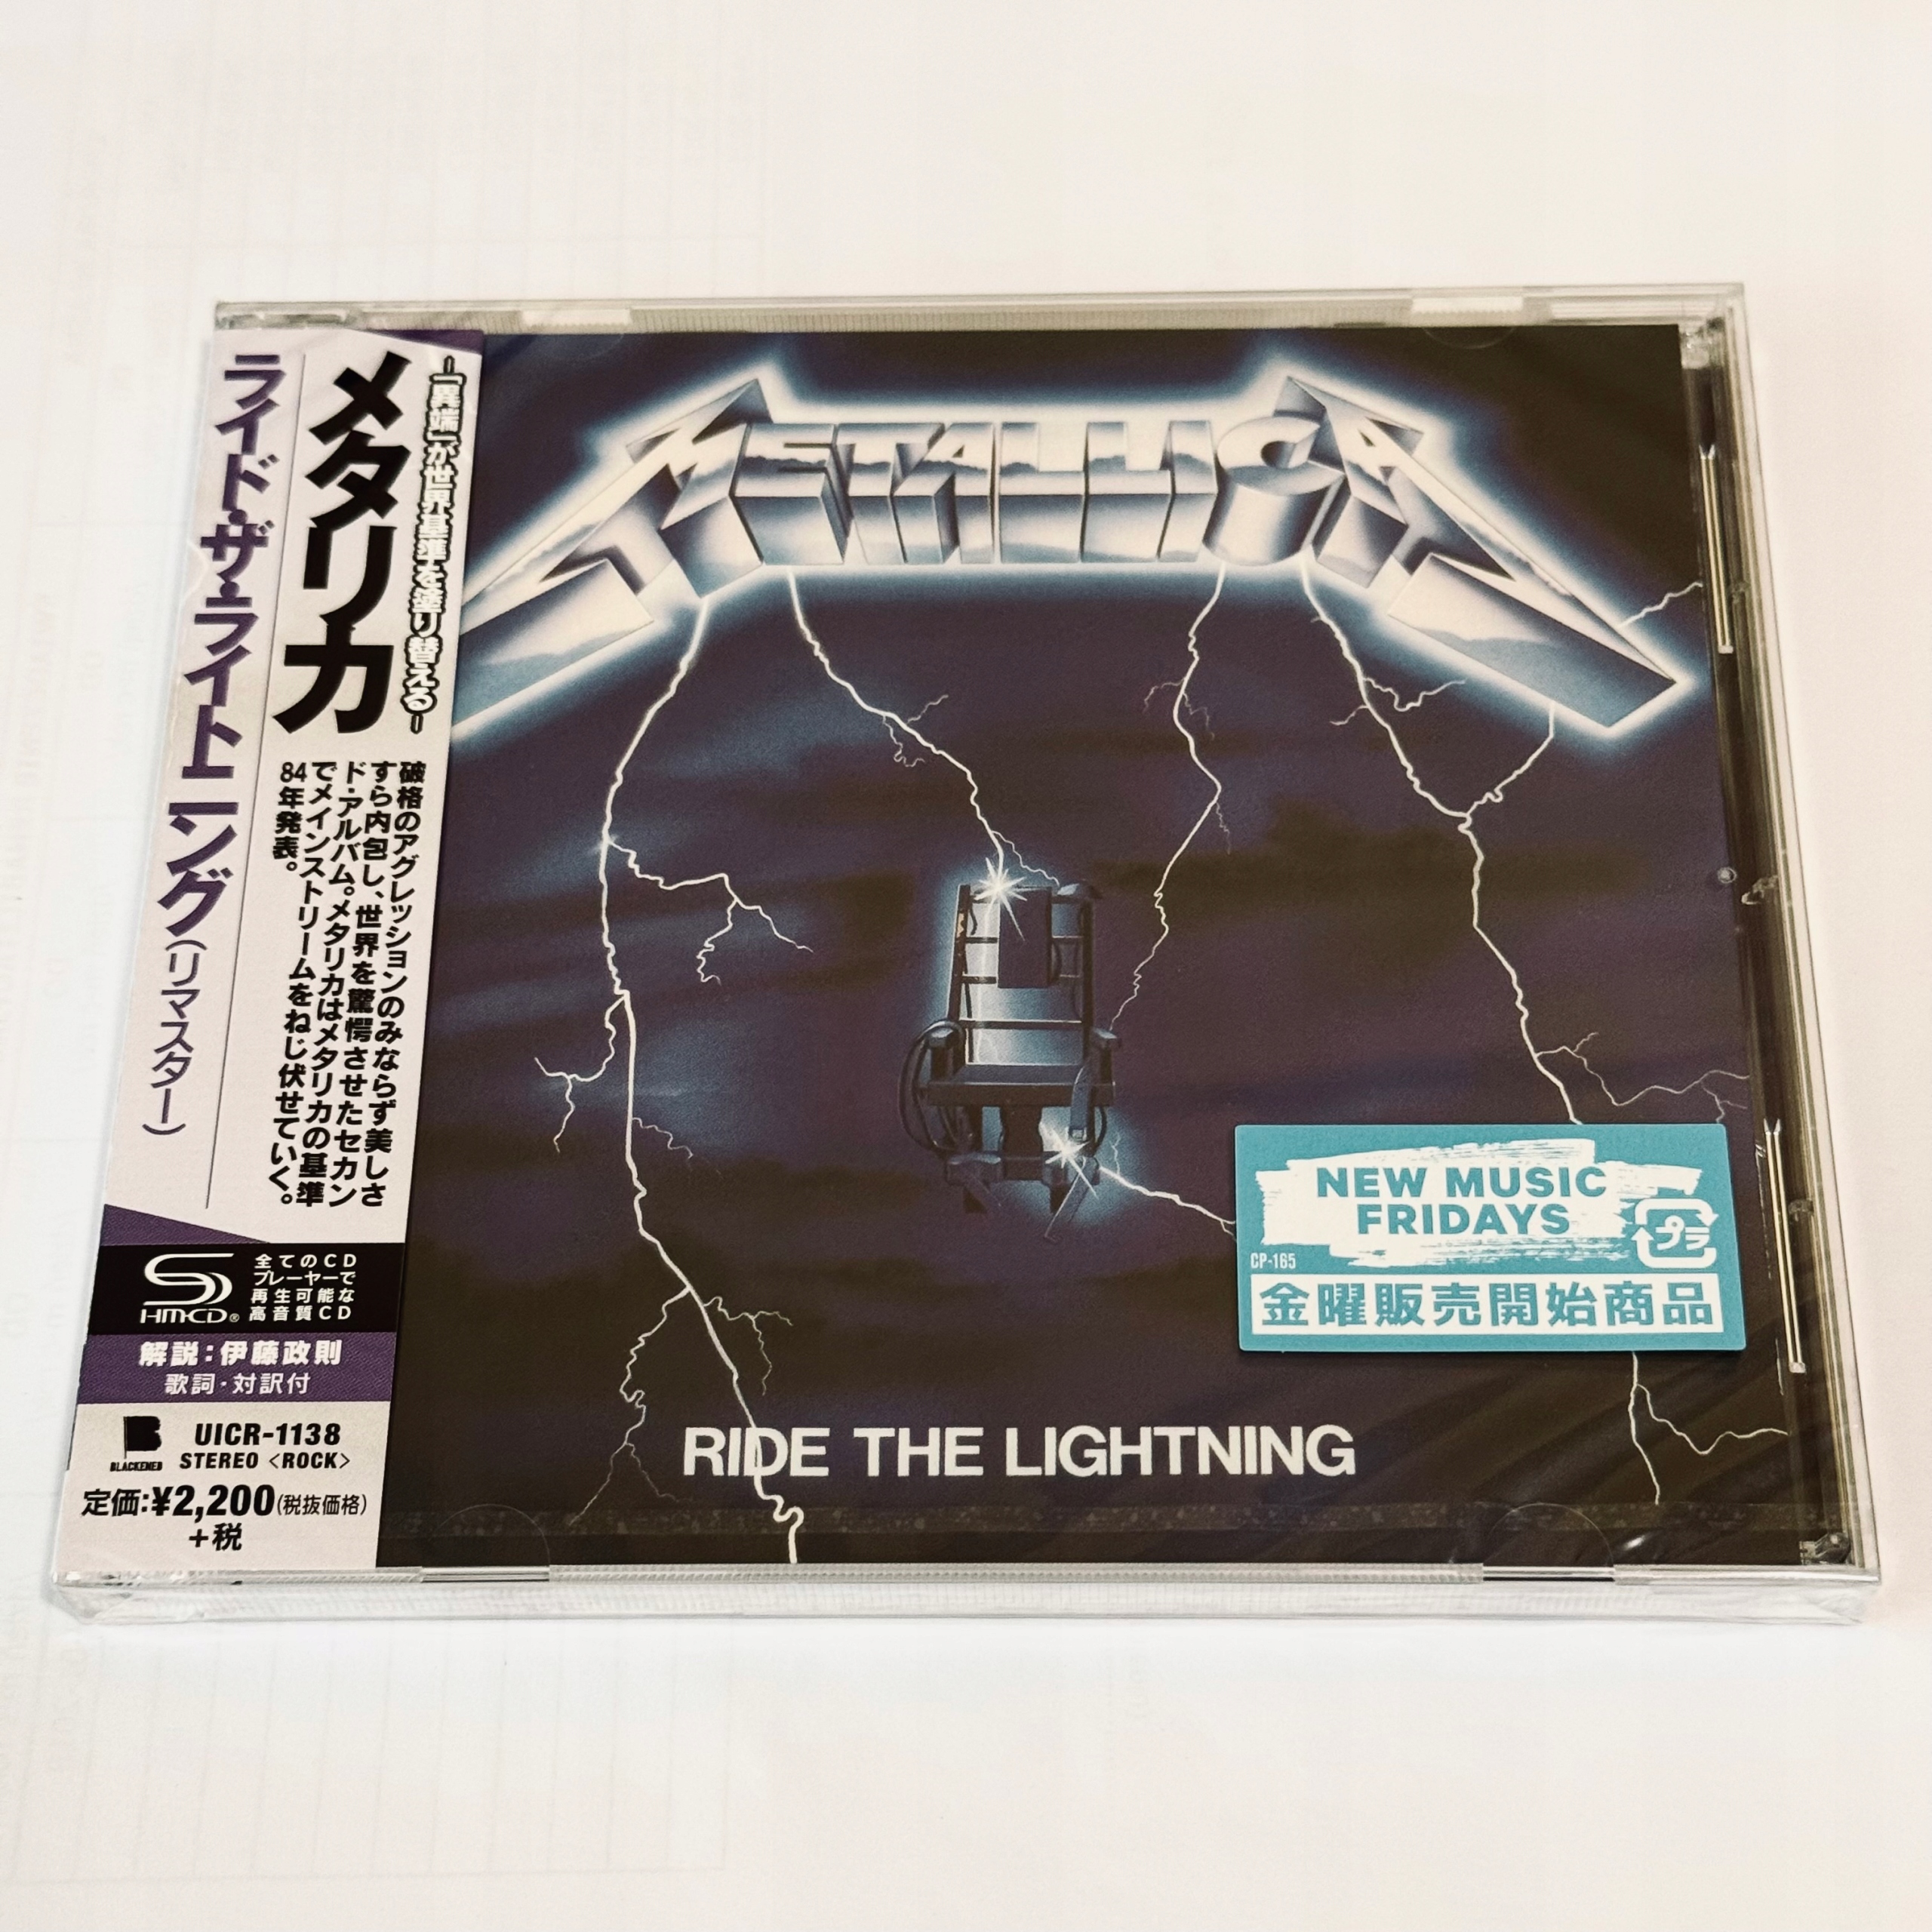 ー「異端」が世界基準を塗り替えるー
メタリカ
ライド・ザ・ライトニング(リマスター)
破格のアグレッションのみならず美しさ
すら内包し、世界を驚愕させたセカン
ド・アルバム。メタリカはメタリカの基準
でメインストリームをねじ伏せていく。
84年発表。
SHM-CD®
全てのCD
プレーヤーで
再生可能な
高音質CD
解説:伊藤政則
歌詞・対訳付
B
BLACKENED
UICR-1138
STEREO <ROCK>
定価:¥2,200(税抜価格)
+税
METALLICA
NEW MUSIC
FRIDAYS
プラ
CP-165
金曜販売開始商品
RIDE THE LIGHTNING